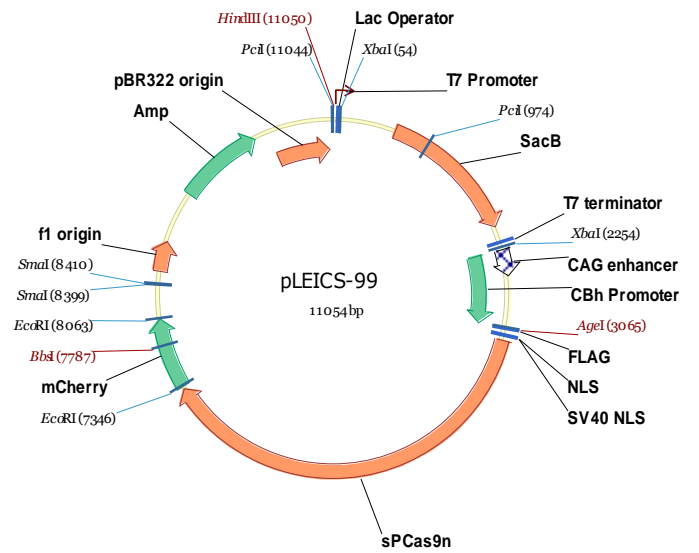 HindIII (11050)
Lac Operator
PciI (11044)
XbaI (54)
pBR322 origin
T7 Promoter
Amp
PciI (974)
SacB
T7 terminator
f1 origin
XbaI (2254)
SmaI (8410)
CAG enhancer
pLEICS-99
SmaI (8399)
CBh Promoter
11054 bp
EcoRI (8063)
AgeI (3065)
BbsI (7787)
FLAG
mCherry
NLS
EcoRI (7346)
SV40 NLS
sPCas9n